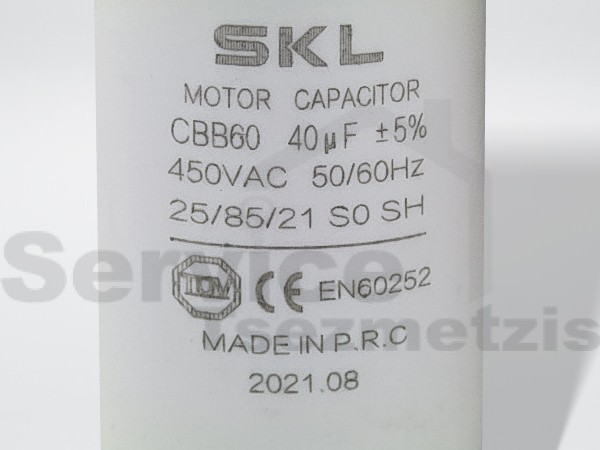 SKL
MOTOR CAPACITOR
CBB60 40μF ±5%
450VAC 50/60Hz
25/85/21 S0 SH
TÜV CE EN60252
MADE IN P.R.C
2021.08
Service
tsezmetzis